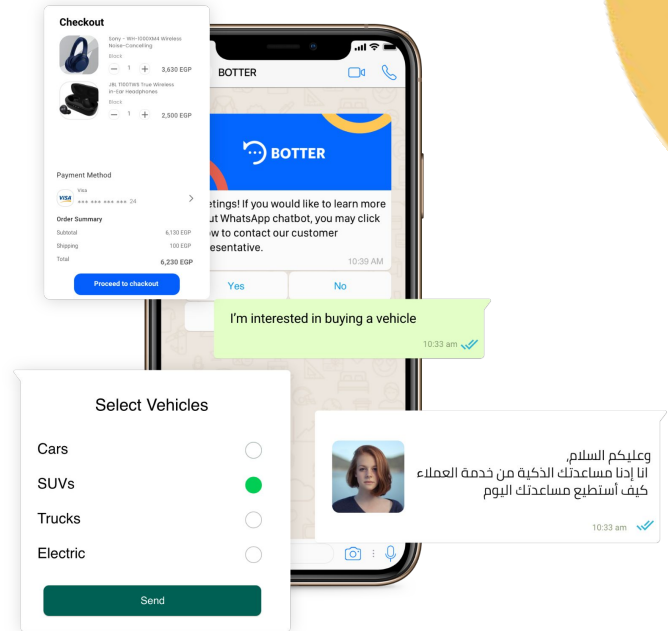 Checkout
Sony - WH-1000XM4 Wireless
Noise-Cancelling
Black
— 1 + 3,630 EGP
JBL T100TWS True Wireless
In-Ear Headphones
Black
— 1 + 2,500 EGP
Payment Method
Visa
VISA *** *** *** *** 24
Order Summary
Subtotal 6,130 EGP
Shipping 100 EGP
Total 6,230 EGP
Proceed to chackout
BOTTER
BOTTER
etings! If you would like to learn more
ut WhatsApp chatbot, you may click
w to contact our customer
esentative.
10:39 AM
Yes No
I'm interested in buying a vehicle
10:33 am
Select Vehicles
Cars
SUVs
Trucks
Electric
Send
وعليكم السلام,
انا إدنا مساعدتك الذكية من خدمة العملاء
كيف أستطيع مساعدتك اليوم
10:33 am